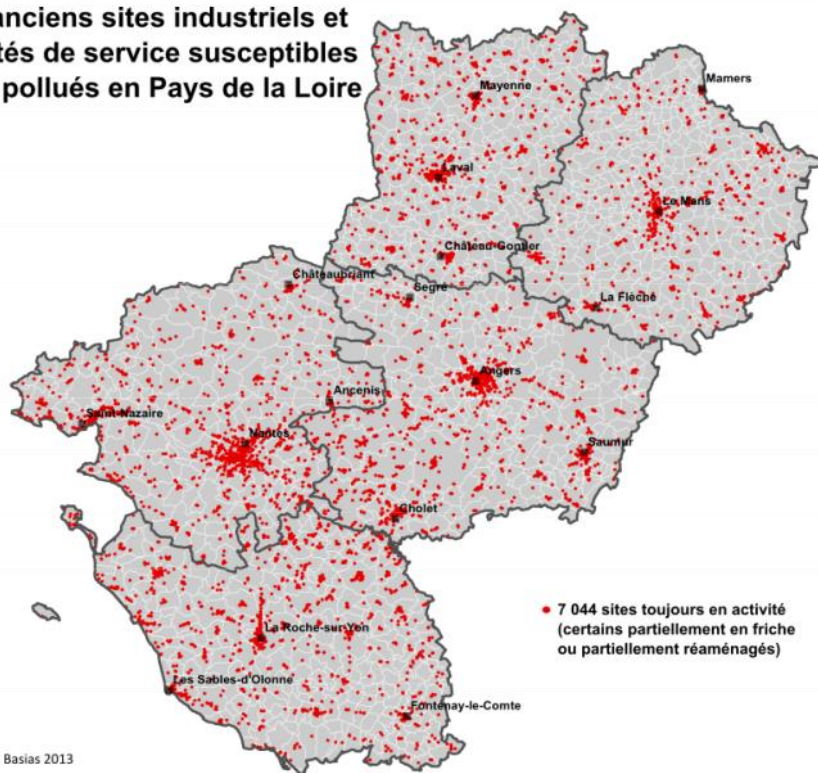 anciens sites industriels et
tés de service susceptibles
pollués en Pays de la Loire
Mayenne
Mamers
Laval
Le Mans
Château-Gontier
Châteaubriant
Segré
La Flèche
Angers
Ancenis
Saint-Nazaire
Nantes
Saumur
Cholet
7 044 sites toujours en activité
(certains partiellement en friche
ou partiellement réaménagés)
La Roche-sur-Yon
Les Sables-d'Olonne
Fontenay-le-Comte
Basias 2013